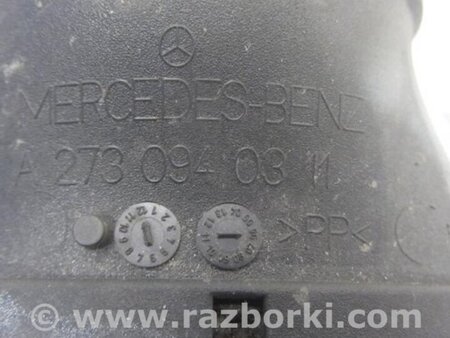 MERCEDES-BENZ
A 273 094 03 11
>PP<
www.razborki.com